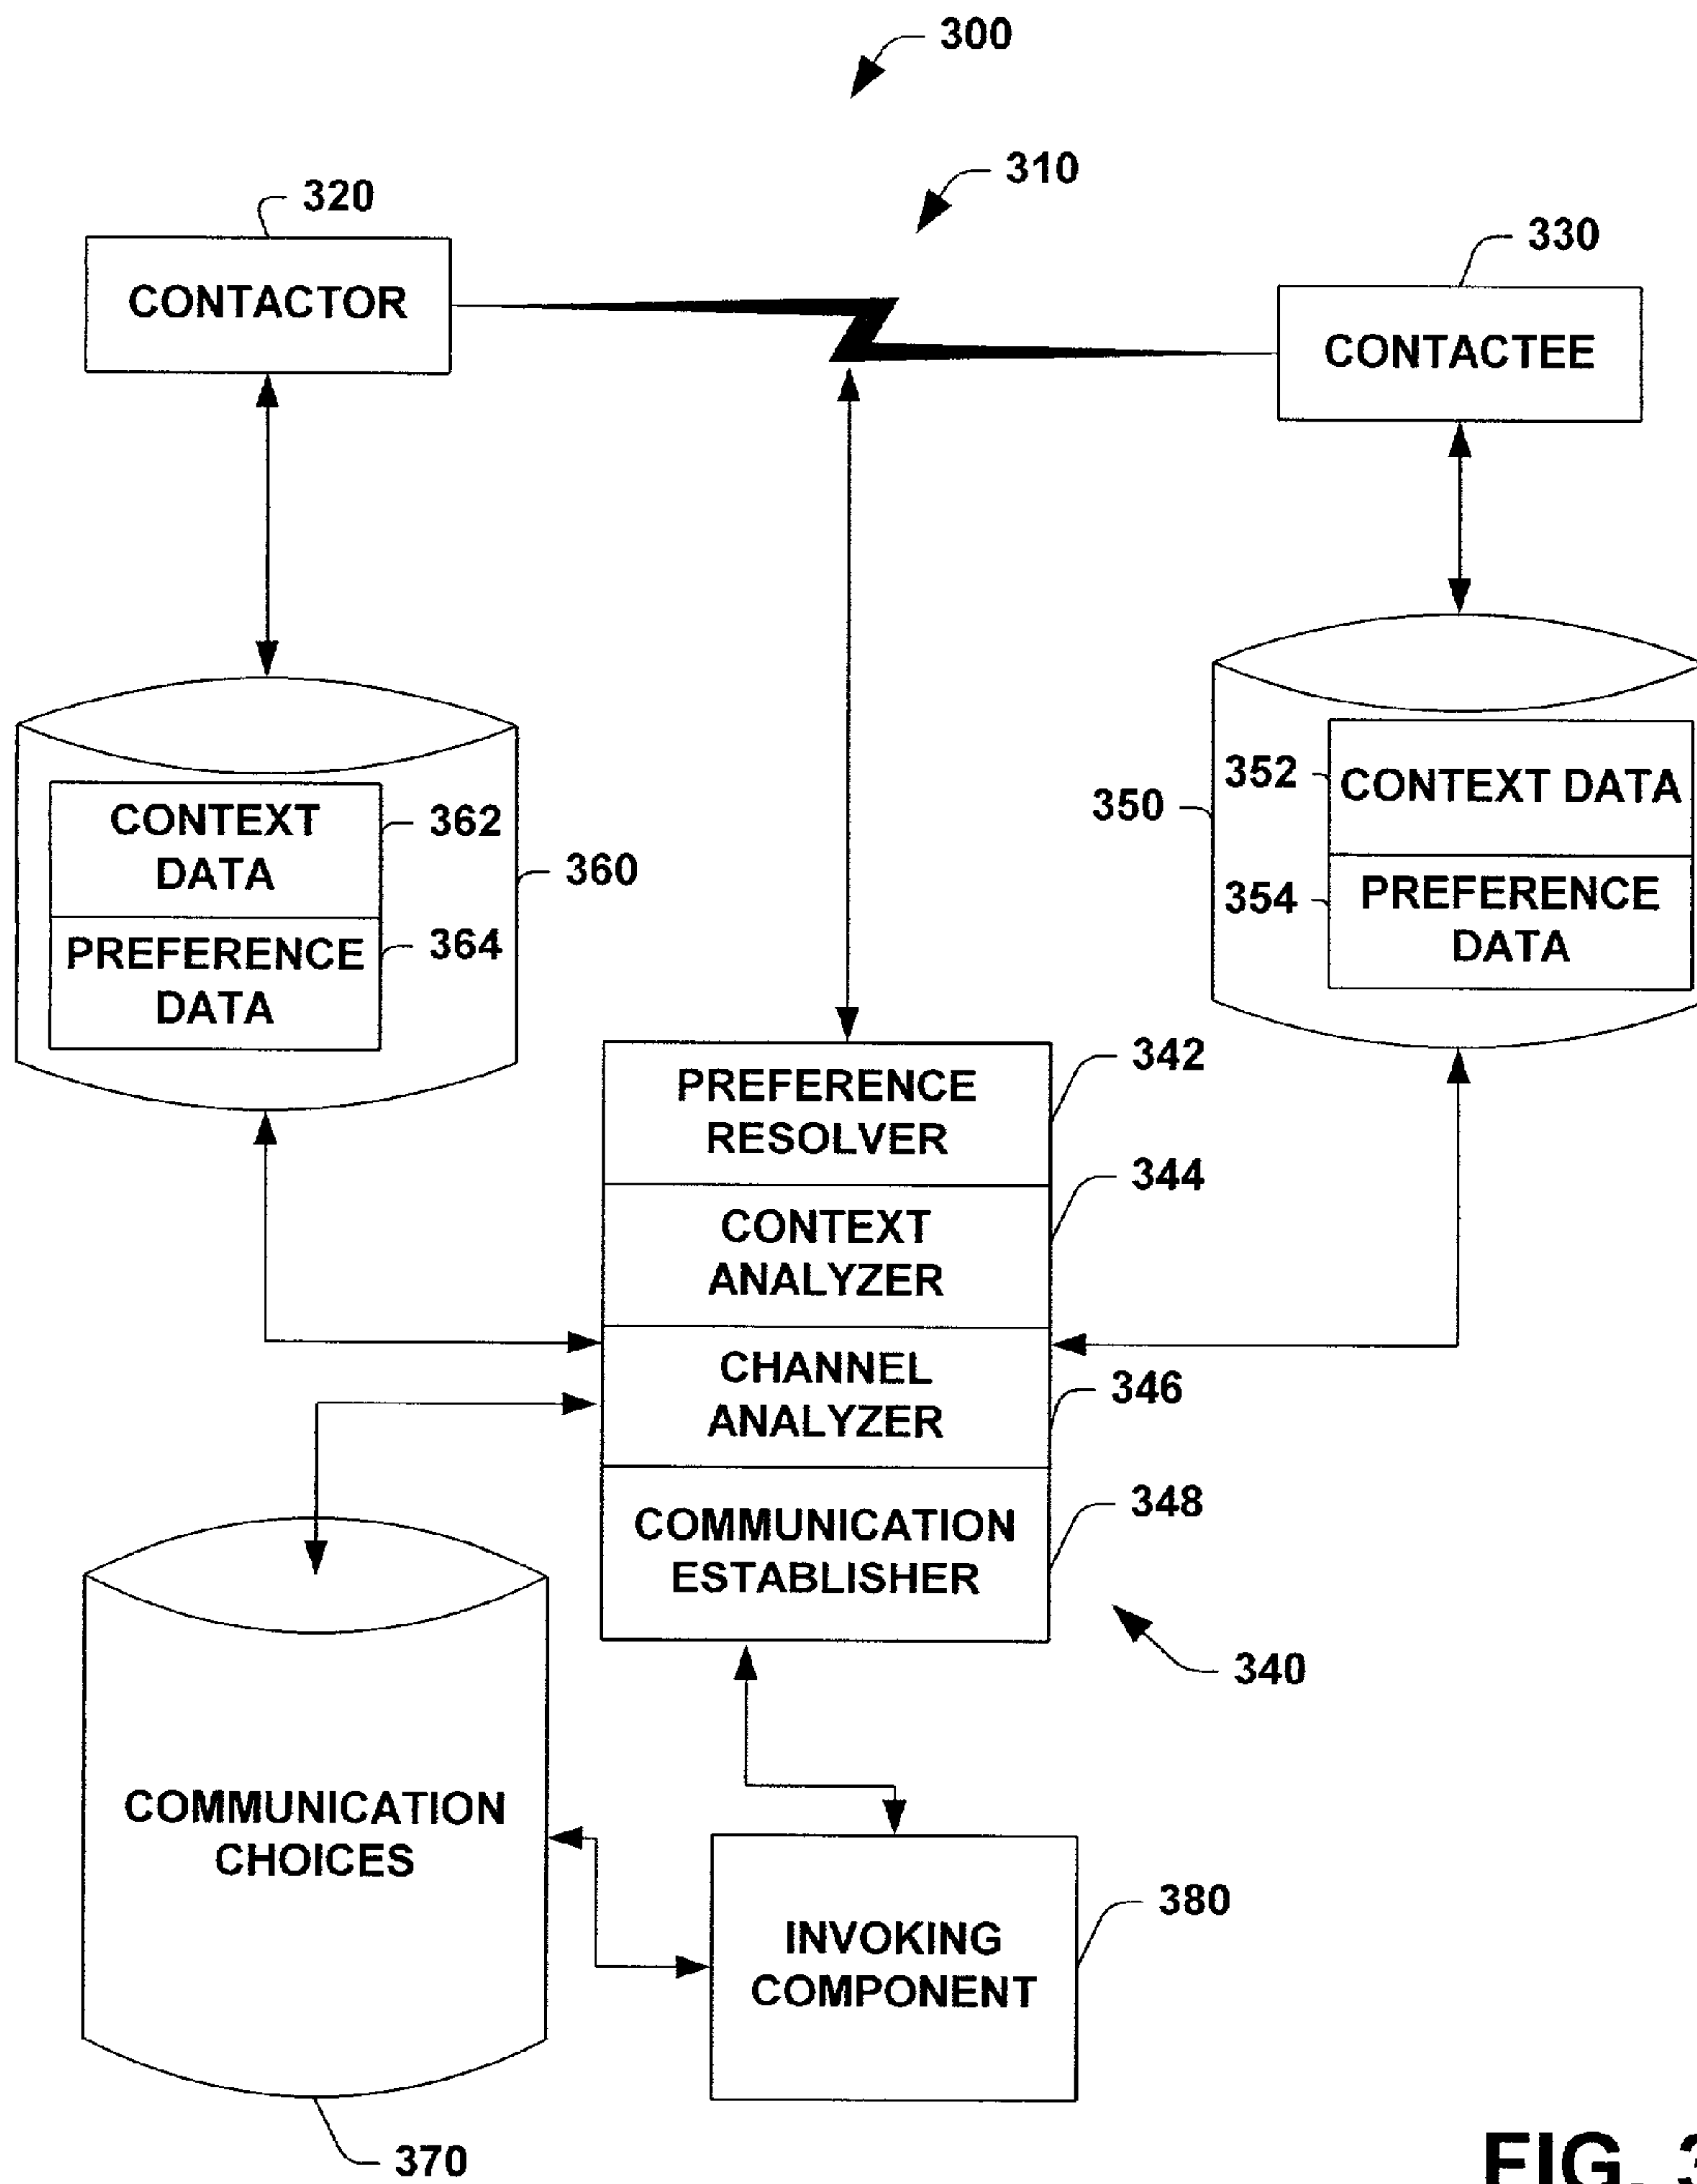 300
310
320
330
CONTACTOR
CONTACTEE
352
CONTEXT DATA
350
354
PREFERENCE
DATA
CONTEXT
DATA
362
360
PREFERENCE
DATA
364
PREFERENCE
RESOLVER
342
CONTEXT
ANALYZER
344
CHANNEL
ANALYZER
346
COMMUNICATION
ESTABLISHER
348
340
COMMUNICATION
CHOICES
INVOKING
COMPONENT
380
370
FIG. 3